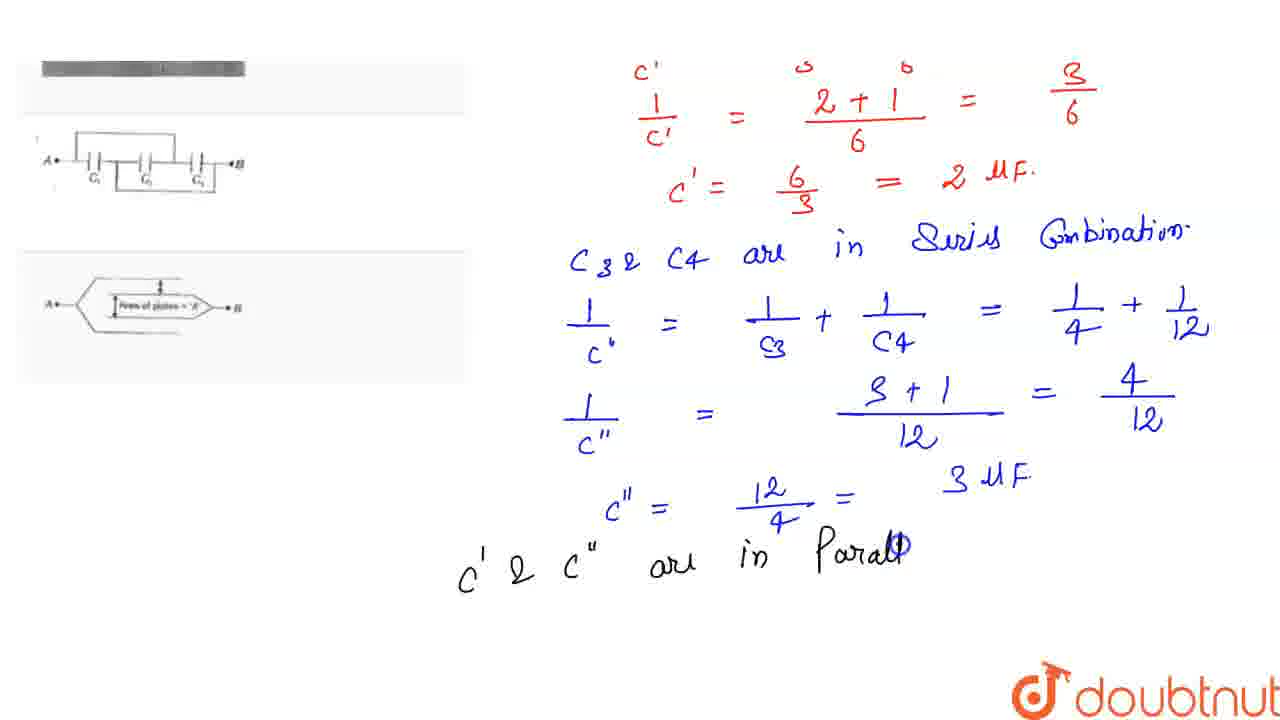 A B
C₁ C₂ C₃
A Area of plates = 'A' B
C'
1/C' = (2 + 1)/6 = 3/6
C' = 6/3 = 2 μF.
C3 & C4 are in Series Combination.
1/C" = 1/C3 + 1/C4 = 1/4 + 1/12
1/C" = (3 + 1)/12 = 4/12
C" = 12/4 = 3 μF.
C' & C" are in Parall
doubtnut